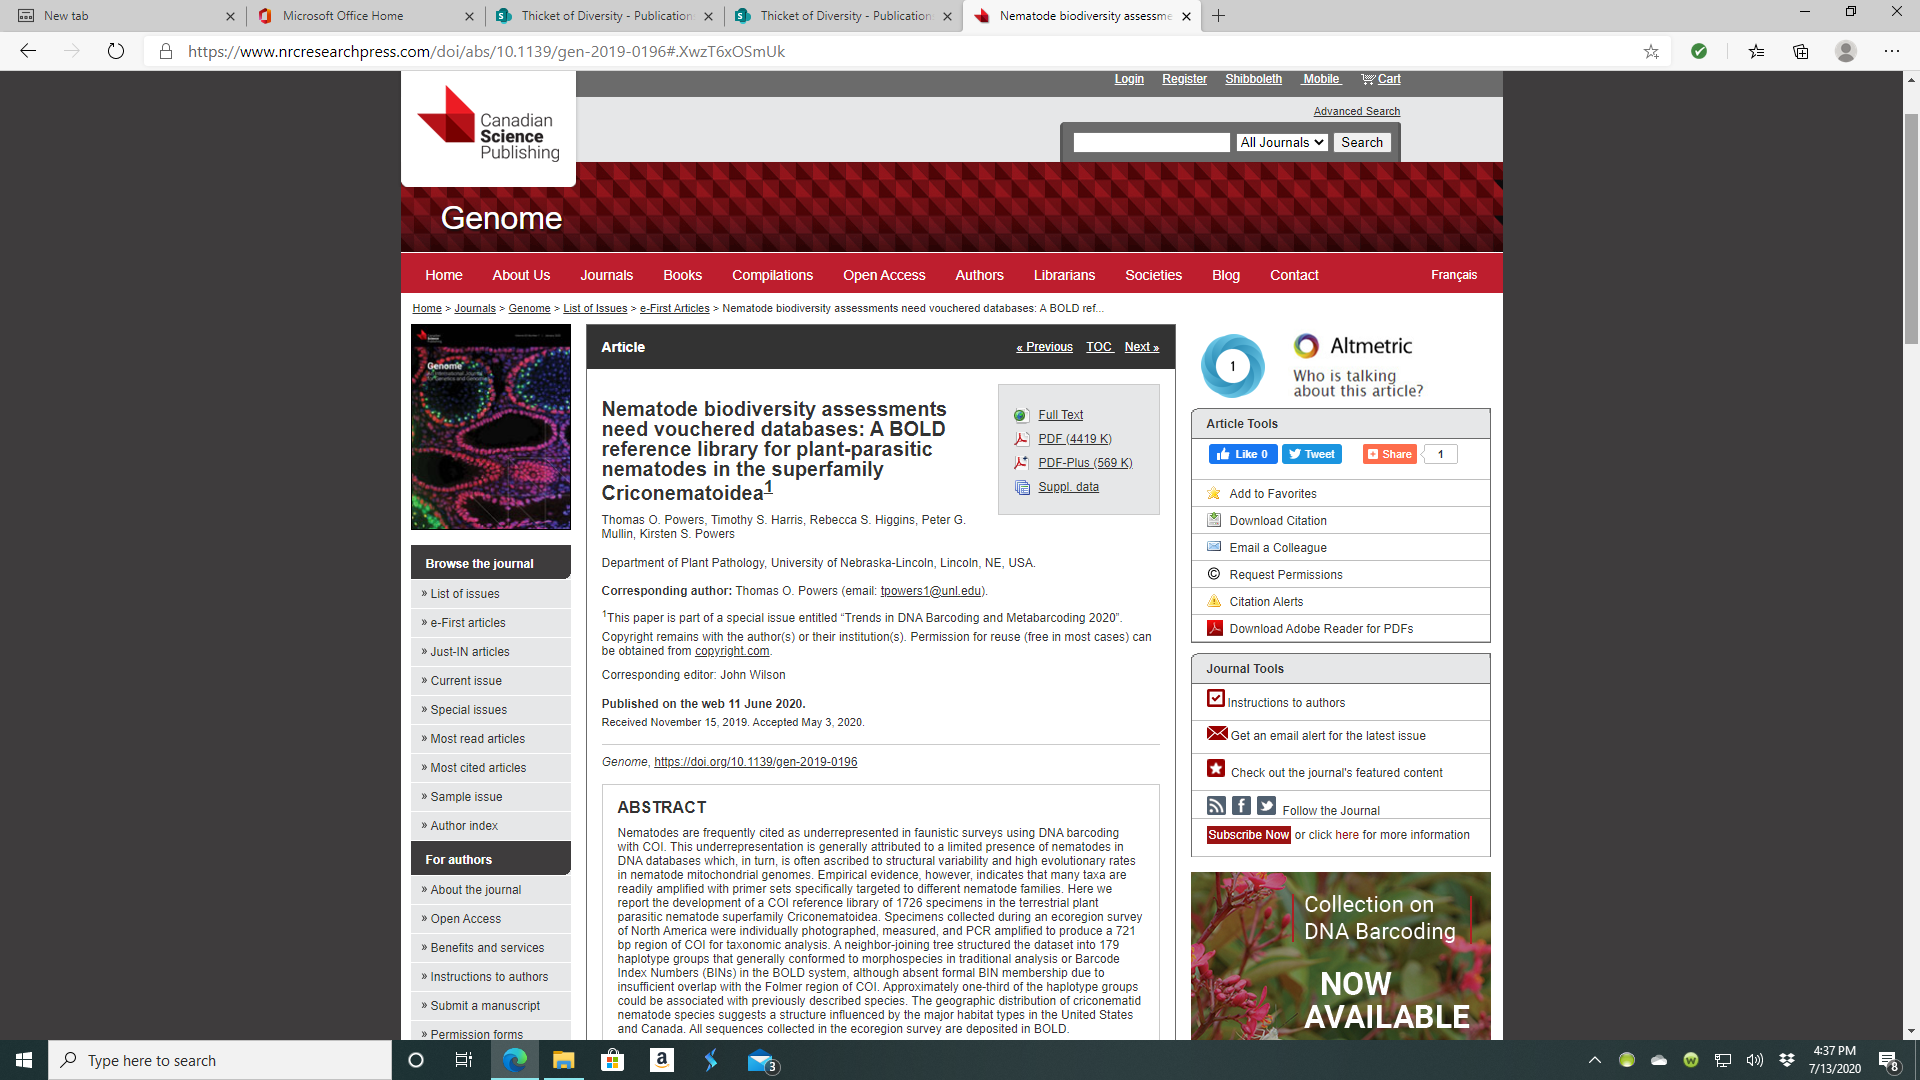 New tab
Microsoft Office Home
Thicket of Diversity - Publication
Thicket of Diversity - Publication
Nematode biodiversity assessme
https://www.nrcresearchpress.com/doi/abs/10.1139/gen-2019-0196#.XwzT6xOSmUk
Login Register Shibboleth Mobile Cart
Canadian
Science
Publishing
Advanced Search
All Journals Search
Genome
Home About Us Journals Books Compilations Open Access Authors Librarians Societies Blog Contact Français
Home > Journals > Genome > List of Issues > e-First Articles > Nematode biodiversity assessments need vouchered databases: A BOLD ref...
Genome
Browse the journal
» List of issues
» e-First articles
» Just-IN articles
» Current issue
» Special issues
» Most read articles
» Most cited articles
» Sample issue
» Author index
For authors
» About the journal
» Open Access
» Benefits and services
» Instructions to authors
» Submit a manuscript
» Permission forms
Article « Previous TOC Next »
Nematode biodiversity assessments
need vouchered databases: A BOLD
reference library for plant-parasitic
nematodes in the superfamily
Criconematoidea1
Full Text
PDF (4419 K)
PDF-Plus (569 K)
Suppl. data
Thomas O. Powers, Timothy S. Harris, Rebecca S. Higgins, Peter G.
Mullin, Kirsten S. Powers
Department of Plant Pathology, University of Nebraska-Lincoln, Lincoln, NE, USA.
Corresponding author: Thomas O. Powers (email: tpowers1@unl.edu).
1This paper is part of a special issue entitled “Trends in DNA Barcoding and Metabarcoding 2020”.
Copyright remains with the author(s) or their institution(s). Permission for reuse (free in most cases) can
be obtained from copyright.com.
Corresponding editor: John Wilson
Published on the web 11 June 2020.
Received November 15, 2019. Accepted May 3, 2020.
Genome, https://doi.org/10.1139/gen-2019-0196
ABSTRACT
Nematodes are frequently cited as underrepresented in faunistic surveys using DNA barcoding
with COI. This underrepresentation is generally attributed to a limited presence of nematodes in
DNA databases which, in turn, is often ascribed to structural variability and high evolutionary rates
in nematode mitochondrial genomes. Empirical evidence, however, indicates that many taxa are
readily amplified with primer sets specifically targeted to different nematode families. Here we
report the development of a COI reference library of 1726 specimens in the terrestrial plant
parasitic nematode superfamily Criconematoidea. Specimens collected during an ecoregion survey
of North America were individually photographed, measured, and PCR amplified to produce a 721
bp region of COI for taxonomic analysis. A neighbor-joining tree structured the dataset into 179
haplotype groups that generally conformed to morphospecies in traditional analysis or Barcode
Index Numbers (BINs) in the BOLD system, although absent formal BIN membership due to
insufficient overlap with the Folmer region of COI. Approximately one-third of the haplotype groups
could be associated with previously described species. The geographic distribution of criconematid
nematode species suggests a structure influenced by the major habitat types in the United States
and Canada. All sequences collected in the ecoregion survey are deposited in BOLD.
1
Altmetric
Who is talking
about this article?
Article Tools
Like 0 Tweet Share 1
Add to Favorites
Download Citation
Email a Colleague
Request Permissions
Citation Alerts
Download Adobe Reader for PDFs
Journal Tools
Instructions to authors
Get an email alert for the latest issue
Check out the journal's featured content
Follow the Journal
Subscribe Now or click here for more information
Collection on
DNA Barcoding
NOW
AVAILABLE
Type here to search
3
4:37 PM
7/13/2020
8